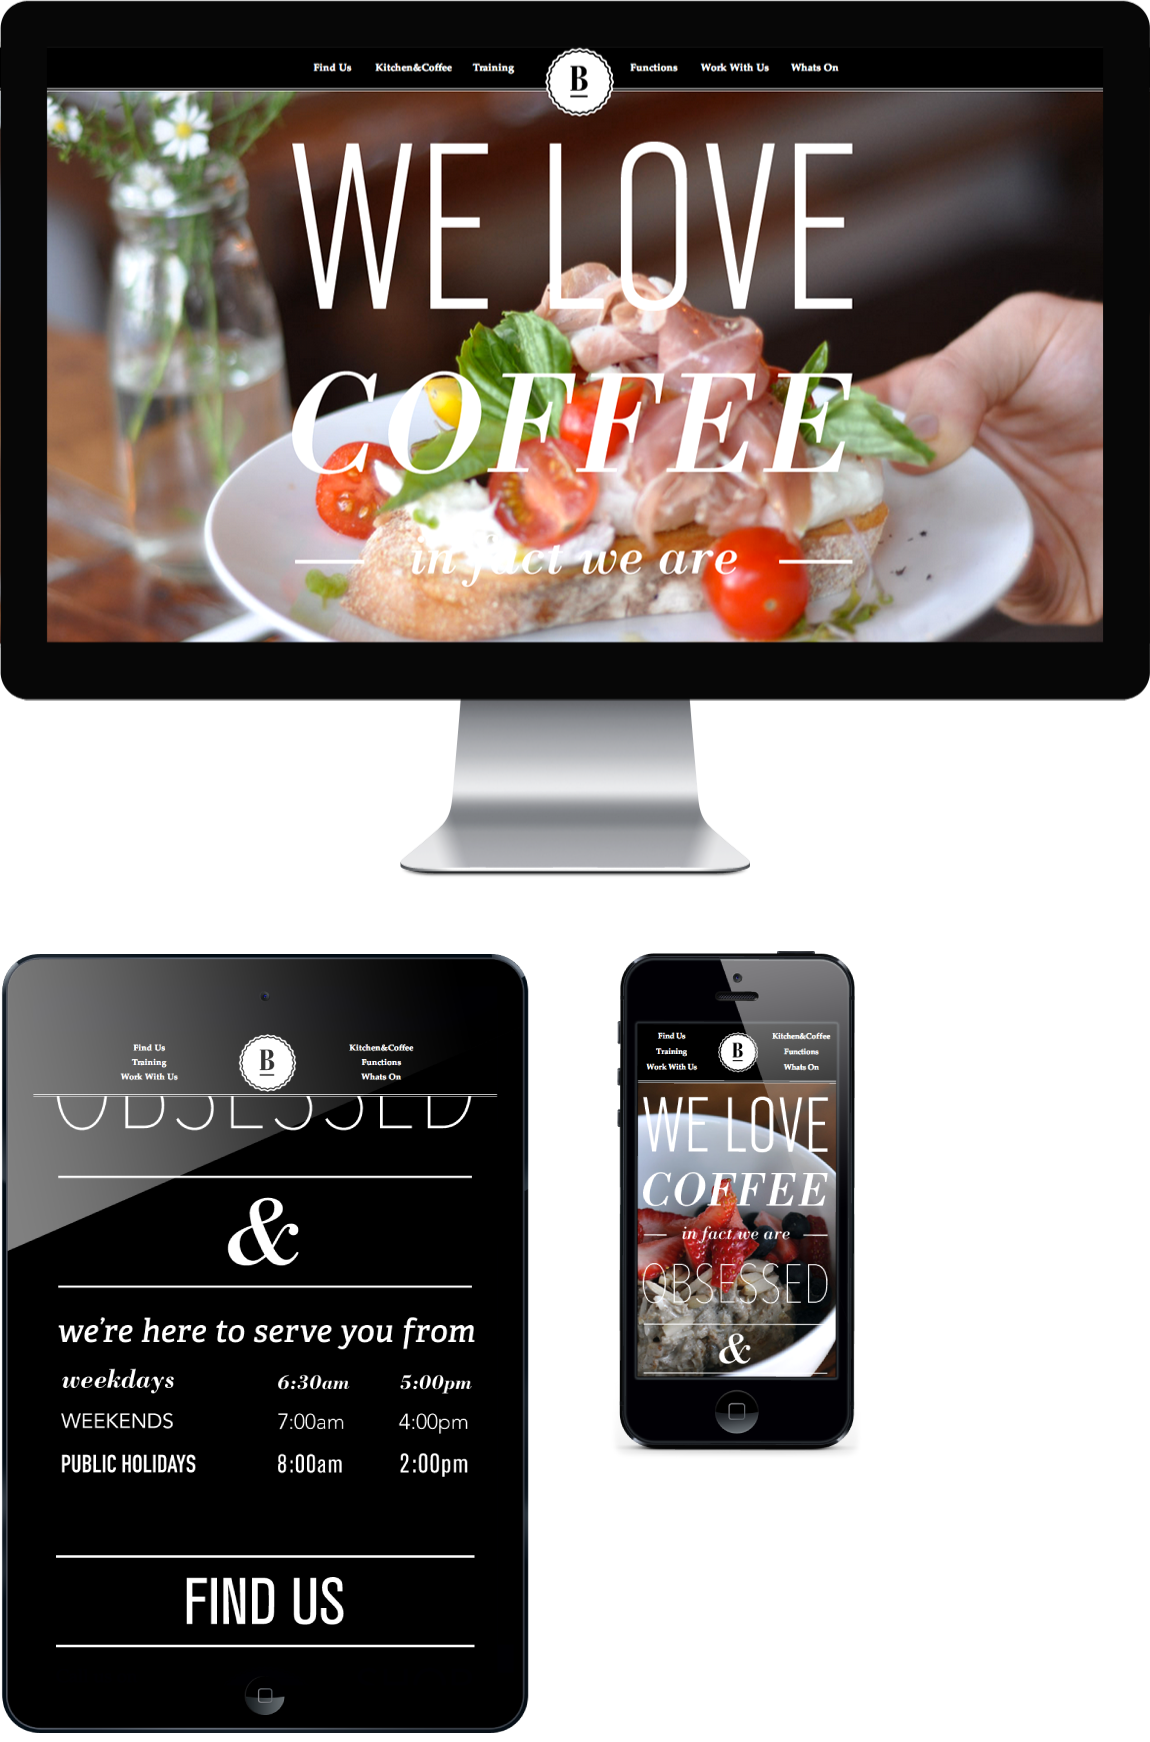 Find Us Kitchen&Coffee Training B Functions Work With Us Whats On
WE LOVE
COFFEE
in fact we are
Find Us
Training
Work With Us
B
Kitchen&Coffee
Functions
Whats On
OBSESSED
&
we're here to serve you from
weekdays 6:30am 5:00pm
WEEKENDS 7:00am 4:00pm
PUBLIC HOLIDAYS 8:00am 2:00pm
FIND US
Find Us
Training
Work With Us
B
Kitchen&Coffee
Functions
Whats On
WE LOVE
COFFEE
in fact we are
OBSESSED
&